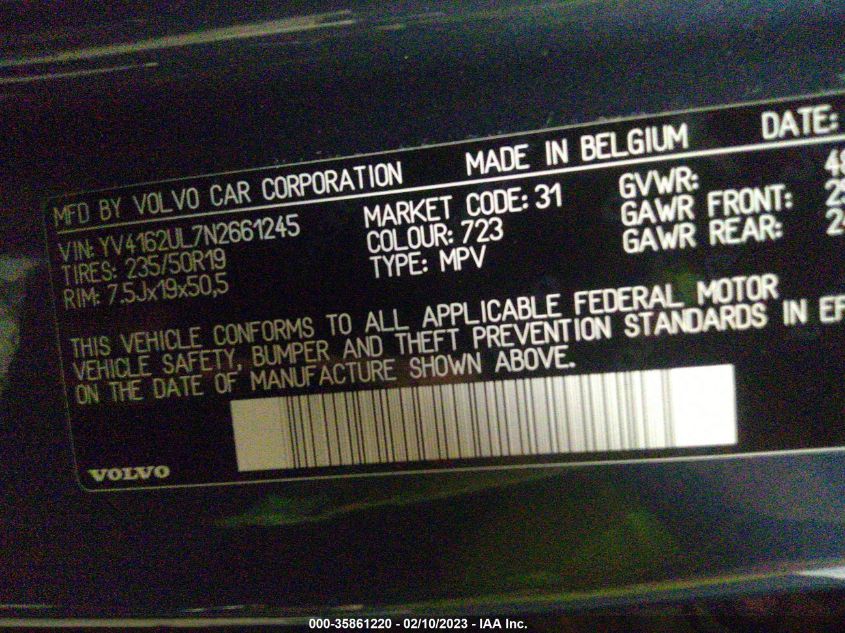 MFD BY VOLVO CAR CORPORATION MADE IN BELGIUM DATE:
VIN: YV4162UL7N2661245 MARKET CODE: 31 GVWR:
TIRES: 235/50R19 COLOUR: 723 GAWR FRONT:
RIM: 7.5Jx19x50,5 TYPE: MPV GAWR REAR:
THIS VEHICLE CONFORMS TO ALL APPLICABLE FEDERAL MOTOR
VEHICLE SAFETY, BUMPER AND THEFT PREVENTION STANDARDS IN
ON THE DATE OF MANUFACTURE SHOWN ABOVE.
VOLVO
000-35861220 - 02/10/2023 - IAA Inc.